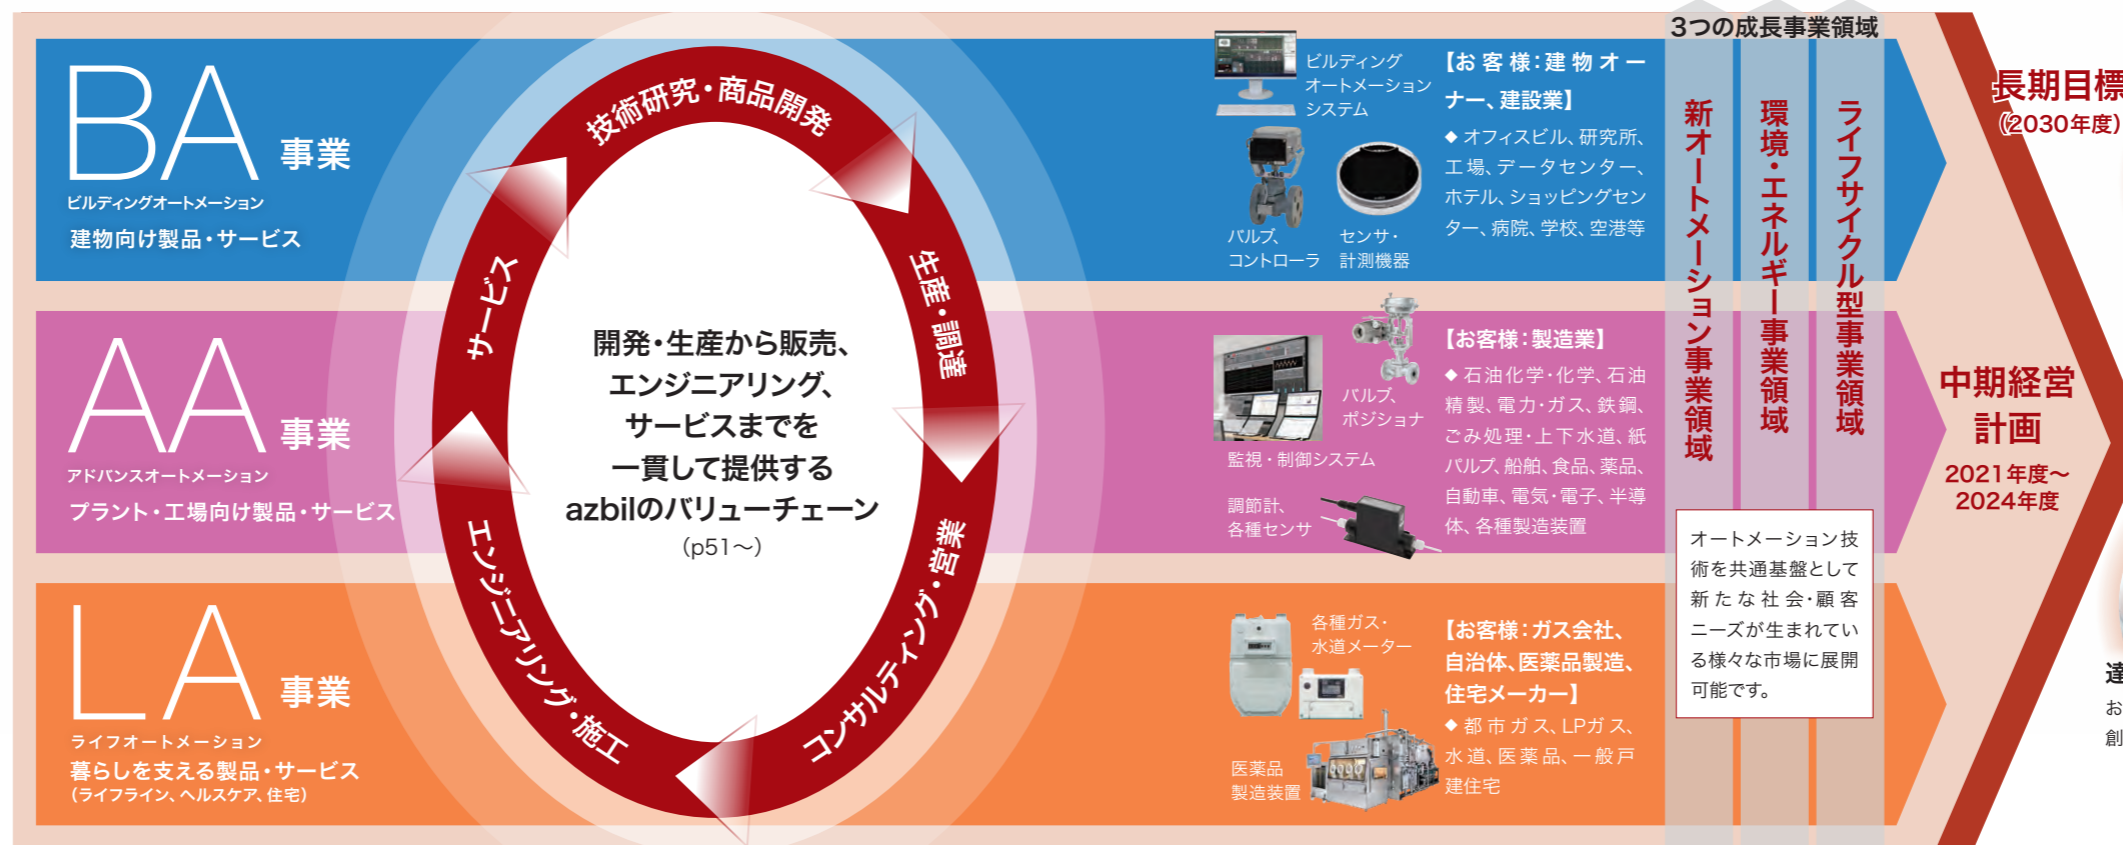 BA 事業
ビルディングオートメーション
建物向け製品・サービス
AA 事業
アドバンスオートメーション
プラント・工場向け製品・サービス
LA 事業
ライフオートメーション
暮らしを支える製品・サービス
(ライフライン、ヘルスケア、住宅)
技術研究・商品開発
生産・調達
コンサルティング・営業
エンジニアリング・施工
サービス
開発・生産から販売、
エンジニアリング、
サービスまでを
一貫して提供する
azbilのバリューチェーン
(p51～)
ビルディング
オートメーション
システム
バルブ、
コントローラ
センサ・
計測機器
【お客様：建物オー
ナー、建設業】
◆ オフィスビル、研究所、
工場、データセンター、
ホテル、ショッピングセン
ター、病院、学校、空港等
バルブ、
ポジショナ
監視・制御システム
調節計、
各種センサ
【お客様：製造業】
◆ 石油化学・化学、石油
精製、電力・ガス、鉄鋼、
ごみ処理・上下水道、紙
パルプ、船舶、食品、薬品、
自動車、電気・電子、半導
体、各種製造装置
各種ガス・
水道メーター
医薬品
製造装置
【お客様：ガス会社、
自治体、医薬品製造、
住宅メーカー】
◆ 都市ガス、LPガス、
水道、医薬品、一般戸
建住宅
3つの成長事業領域
新オートメーション事業領域
環境・エネルギー事業領域
ライフサイクル型事業領域
オートメーション技
術を共通基盤として
新たな社会・顧客
ニーズが生まれてい
る様々な市場に展開
可能です。
長期目標
(2030年度)
中期経営
計画
2021年度～
2024年度
達
お
創